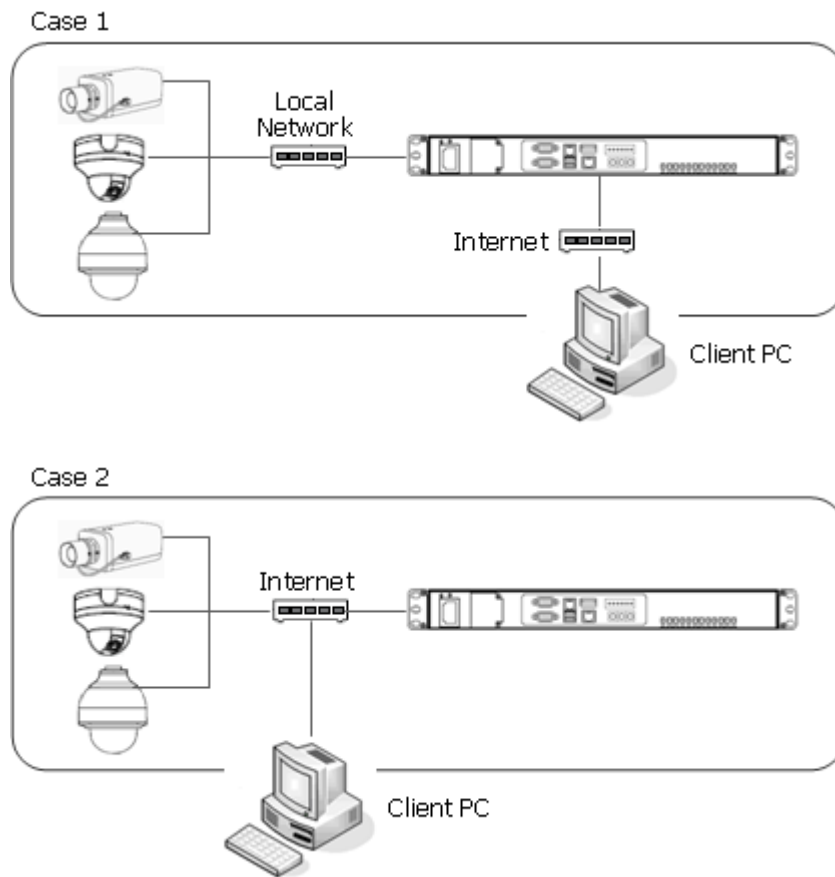 Case 1
Local
Network
Internet
Client PC
Case 2
Internet
Client PC